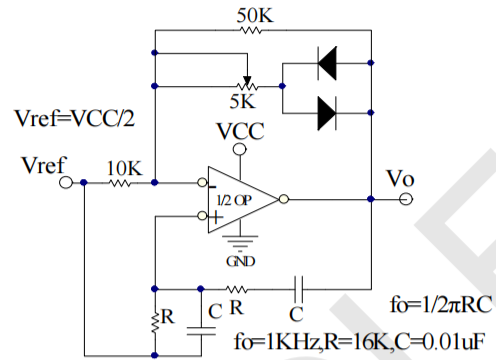 50K
5K
Vref=VCC/2
VCC
Vref
10K
Vo
-
1/2 OP
+
GND
R
C
R
C
fo=1/2πRC
fo=1KHz,R=16K,C=0.01uF